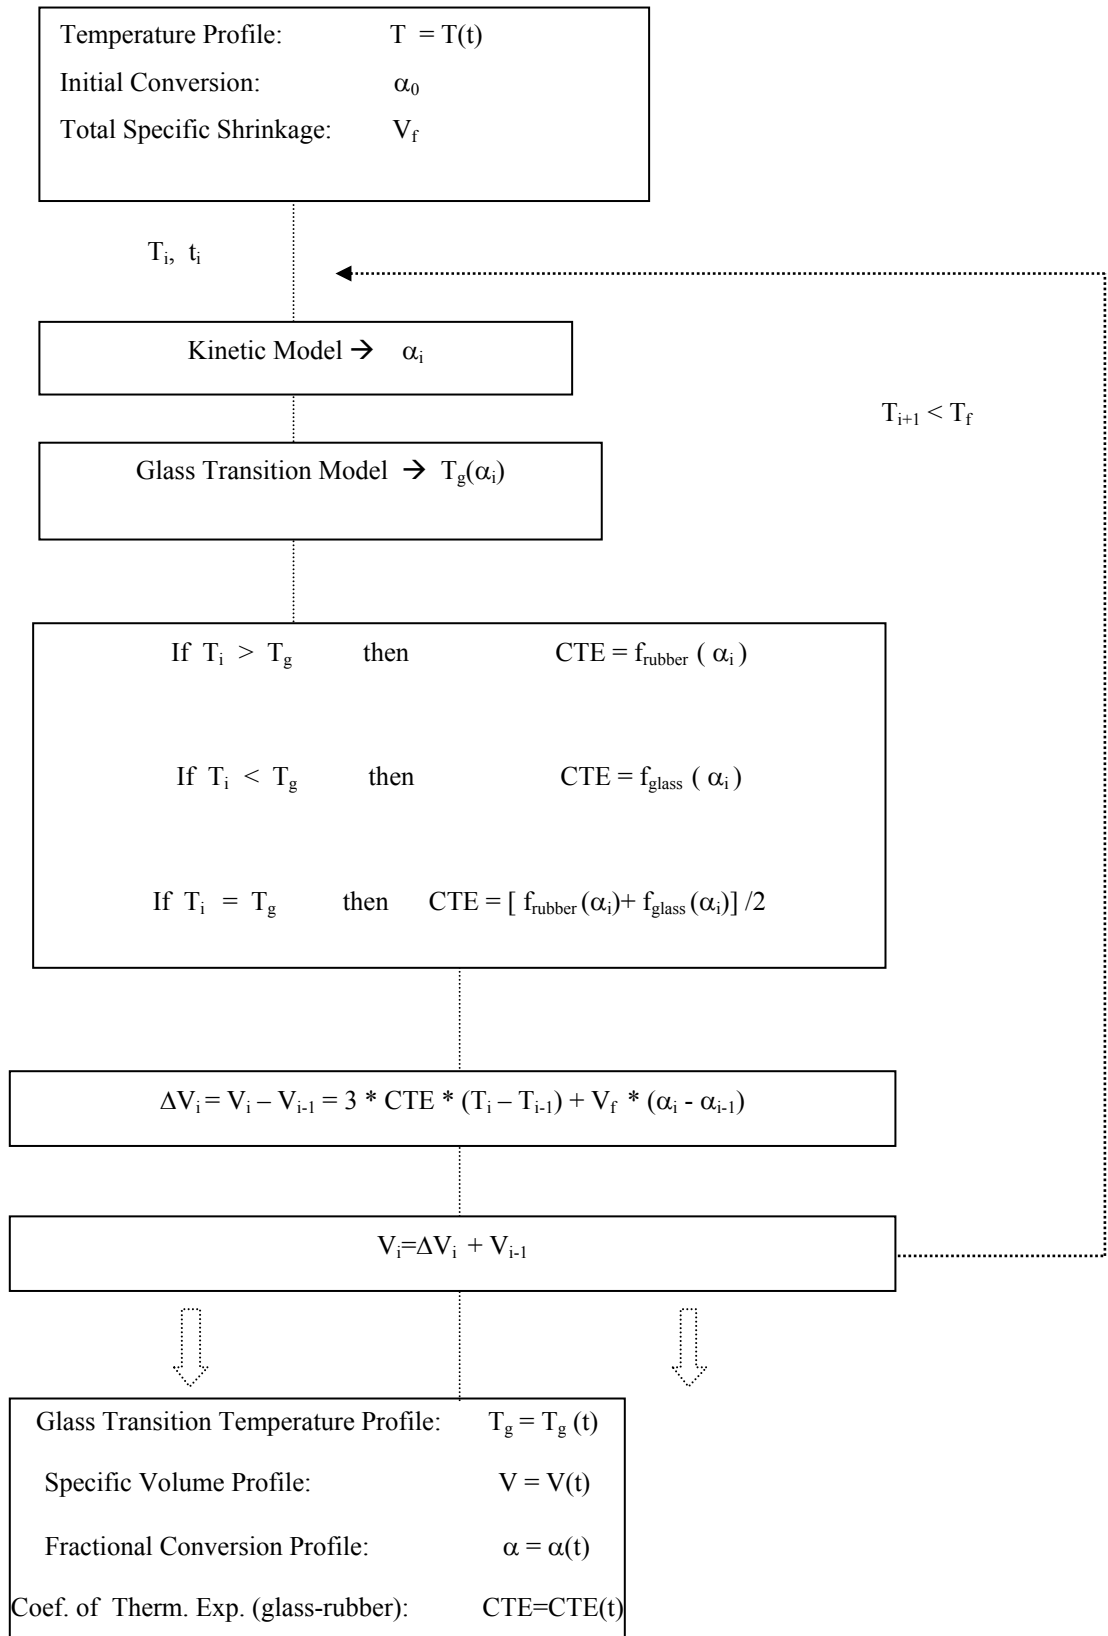 Temperature Profile: T = T(t)
Initial Conversion: α₀
Total Specific Shrinkage: V_f
T_i, t_i
Kinetic Model → α_i
T_{i+1} < T_f
Glass Transition Model → T_g(α_i)
If T_i > T_g then CTE = f_rubber ( α_i )
If T_i < T_g then CTE = f_glass ( α_i )
If T_i = T_g then CTE = [ f_rubber (α_i)+ f_glass (α_i)] /2
ΔV_i = V_i – V_{i-1} = 3 * CTE * (T_i – T_{i-1}) + V_f * (α_i - α_{i-1})
V_i=ΔV_i + V_{i-1}
Glass Transition Temperature Profile: T_g = T_g (t)
Specific Volume Profile: V = V(t)
Fractional Conversion Profile: α = α(t)
Coef. of Therm. Exp. (glass-rubber): CTE=CTE(t)